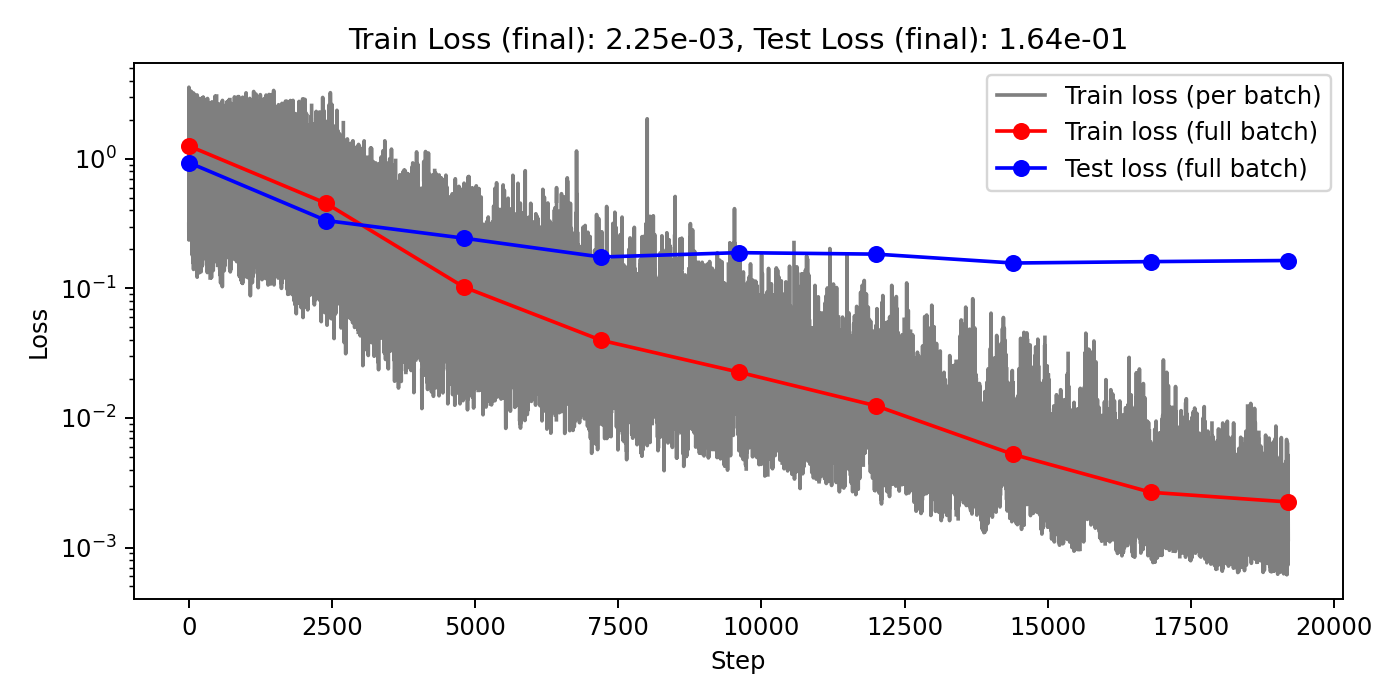 Train Loss (final): 2.25e-03, Test Loss (final): 1.64e-01
Train loss (per batch)
Train loss (full batch)
Test loss (full batch)
10⁰
10⁻¹
10⁻²
10⁻³
Loss
0 2500 5000 7500 10000 12500 15000 17500 20000
Step